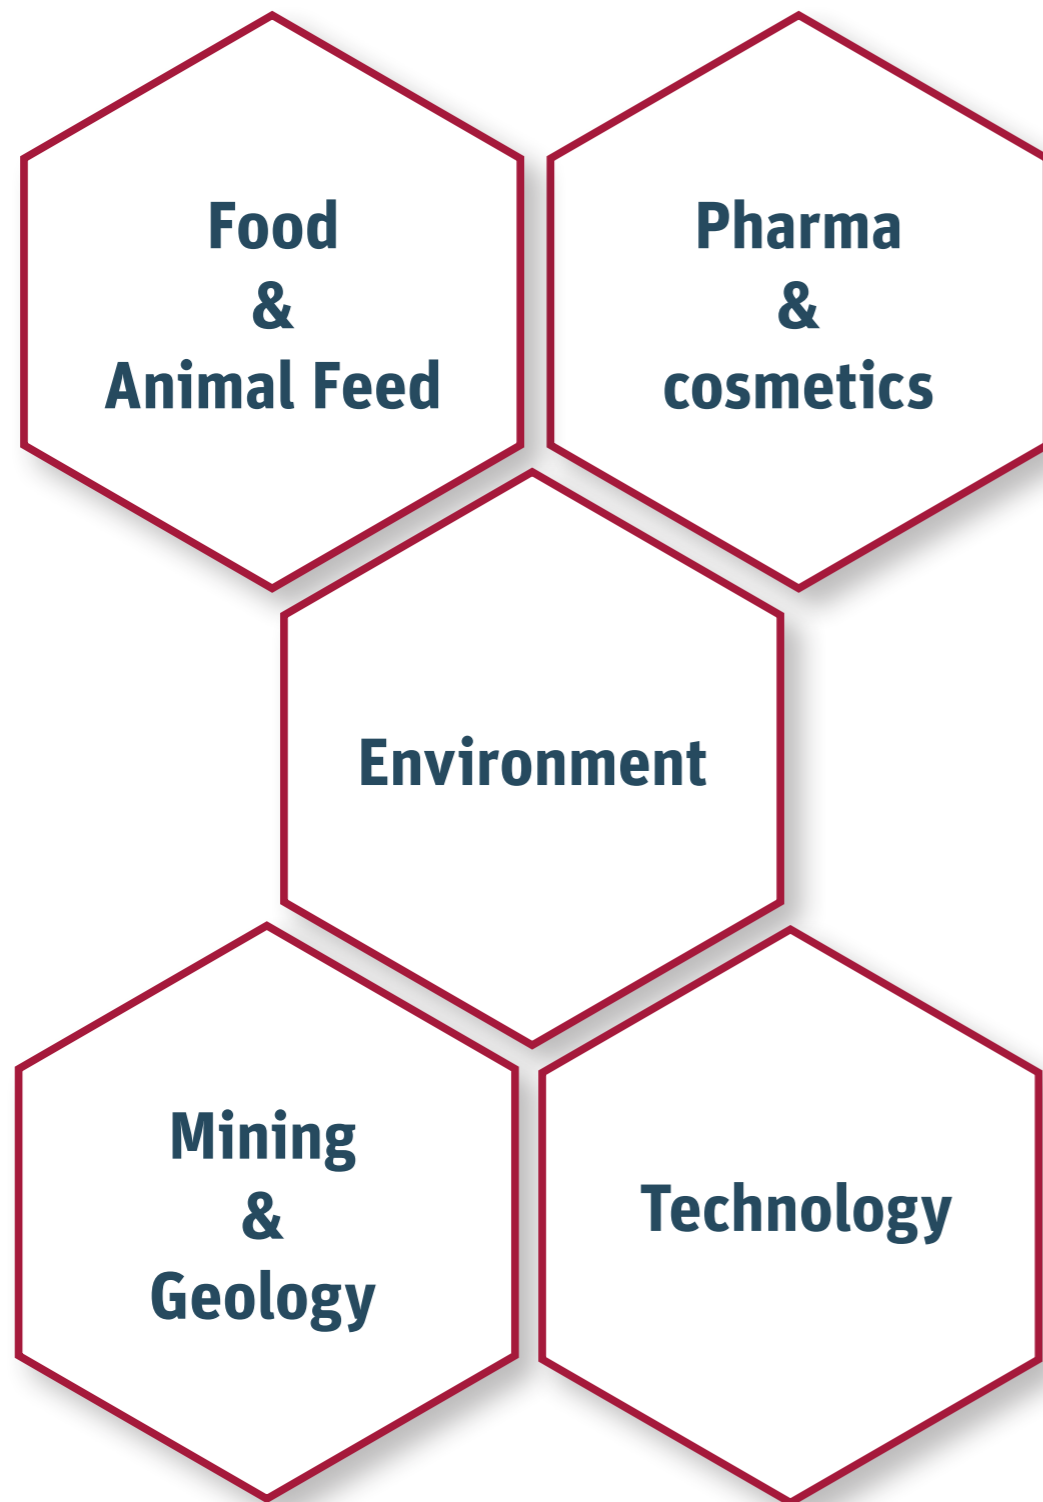 Food
&
Animal Feed
Pharma
&
cosmetics
Environment
Mining
&
Geology
Technology